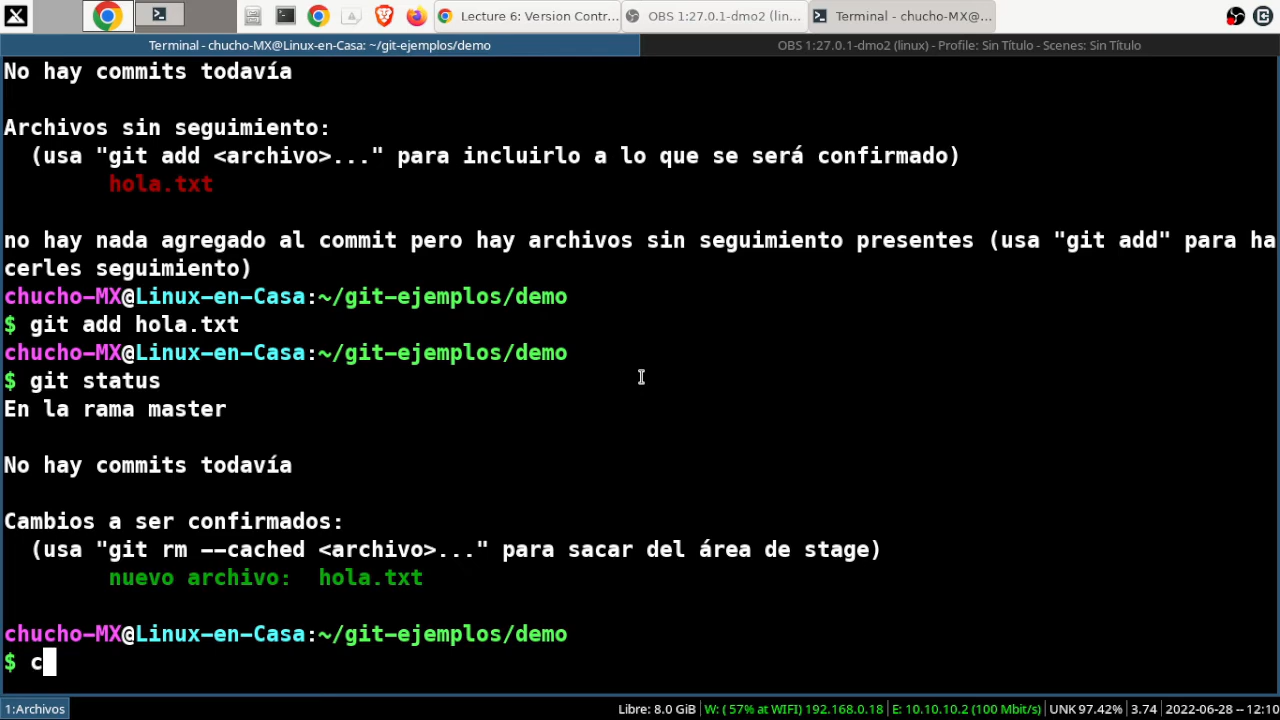 Lecture 6: Version Contr...
OBS 1:27.0.1-dmo2 (linu...
Terminal - chucho-MX@...
Terminal - chucho-MX@Linux-en-Casa: ~/git-ejemplos/demo
OBS 1:27.0.1-dmo2 (linux) - Profile: Sin Título - Scenes: Sin Título
No hay commits todavía
Archivos sin seguimiento:
(usa "git add <archivo>..." para incluirlo a lo que se será confirmado)
hola.txt
no hay nada agregado al commit pero hay archivos sin seguimiento presentes (usa "git add" para ha
cerles seguimiento)
chucho-MX@Linux-en-Casa:~/git-ejemplos/demo
$ git add hola.txt
chucho-MX@Linux-en-Casa:~/git-ejemplos/demo
$ git status
En la rama master
No hay commits todavía
Cambios a ser confirmados:
(usa "git rm --cached <archivo>..." para sacar del área de stage)
nuevo archivo:  hola.txt
chucho-MX@Linux-en-Casa:~/git-ejemplos/demo
$ c
1:Archivos
Libre: 8.0 GiB W: ( 57% at WIFI) 192.168.0.18 E: 10.10.10.2 (100 Mbit/s) UNK 97.42% 3.74 2022-06-28 -- 12:10